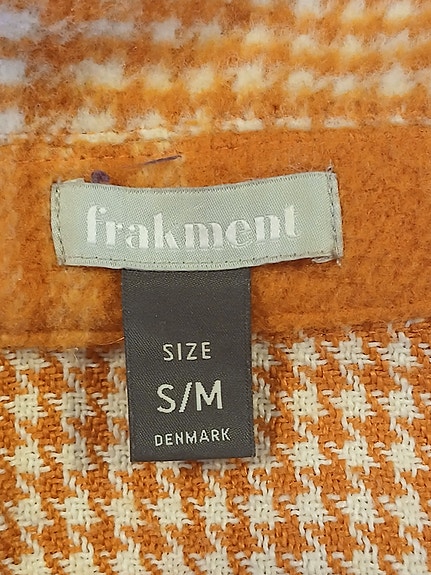 frakment
SIZE
S/M
DENMARK